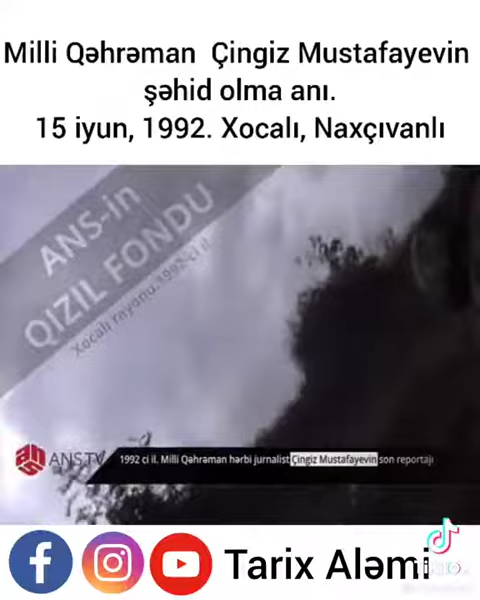 Milli Qəhrəman Çingiz Mustafayevin
şəhid olma anı.
15 iyun, 1992. Xocalı, Naxçıvanlı
ANS-in
QIZIL FONDU
Xocalı rayonu. 1992-ci il
ANS TV
1992 ci il. Milli Qəhrəman hərbi jurnalist Çingiz Mustafayevin son reportajı
Tarix Aləmi